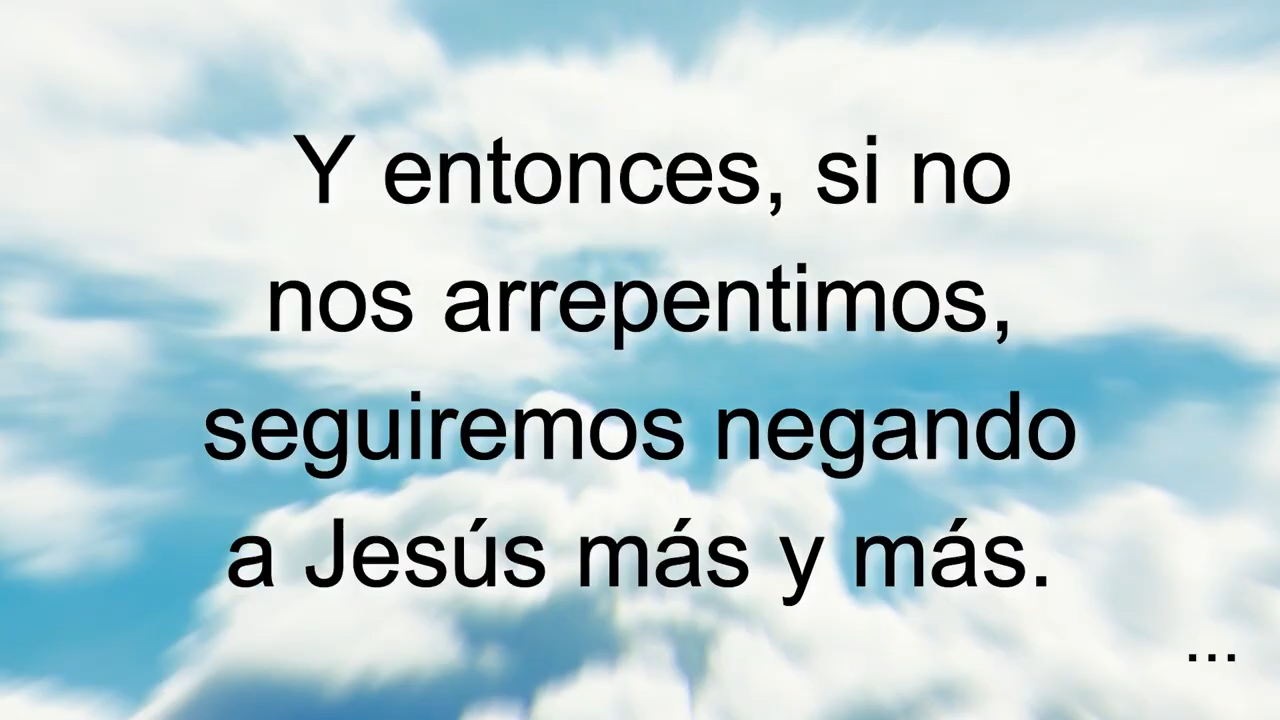 Y entonces, si no
nos arrepentimos,
seguiremos negando
a Jesús más y más.
...